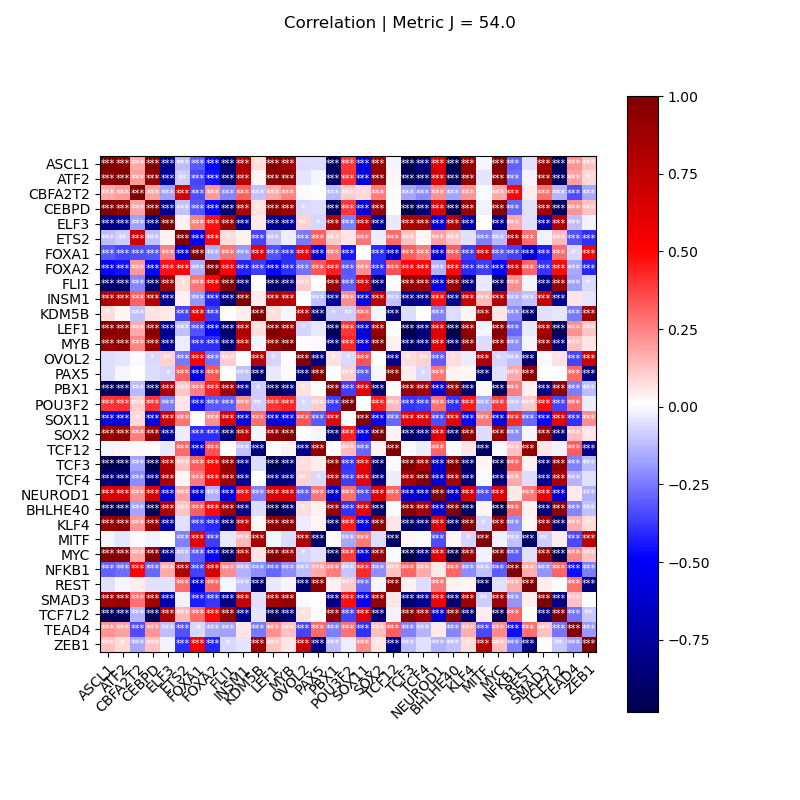 Correlation | Metric J = 54.0
ASCL1
ATF2
CBFA2T2
CEBPD
ELF3
ETS2
FOXA1
FOXA2
FLI1
INSM1
KDM5B
LEF1
MYB
OVOL2
PAX5
PBX1
POU3F2
SOX11
SOX2
TCF12
TCF3
TCF4
NEUROD1
BHLHE40
KLF4
MITF
MYC
NFKB1
REST
SMAD3
TCF7L2
TEAD4
ZEB1
ASCL1
ATF2
CBFA2T2
CEBPD
ELF3
ETS2
FOXA1
FOXA2
FLI1
INSM1
KDM5B
LEF1
MYB
OVOL2
PAX5
PBX1
POU3F2
SOX11
SOX2
TCF12
TCF3
TCF4
NEUROD1
BHLHE40
KLF4
MITF
MYC
NFKB1
REST
SMAD3
TCF7L2
TEAD4
ZEB1
1.00
0.75
0.50
0.25
0.00
−0.25
−0.50
−0.75